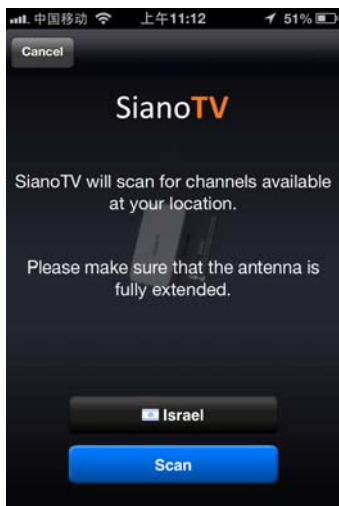 中国移动 上午11:12 51%
Cancel
SianoTV
SianoTV will scan for channels available
at your location.
Please make sure that the antenna is
fully extended.
Israel
Scan